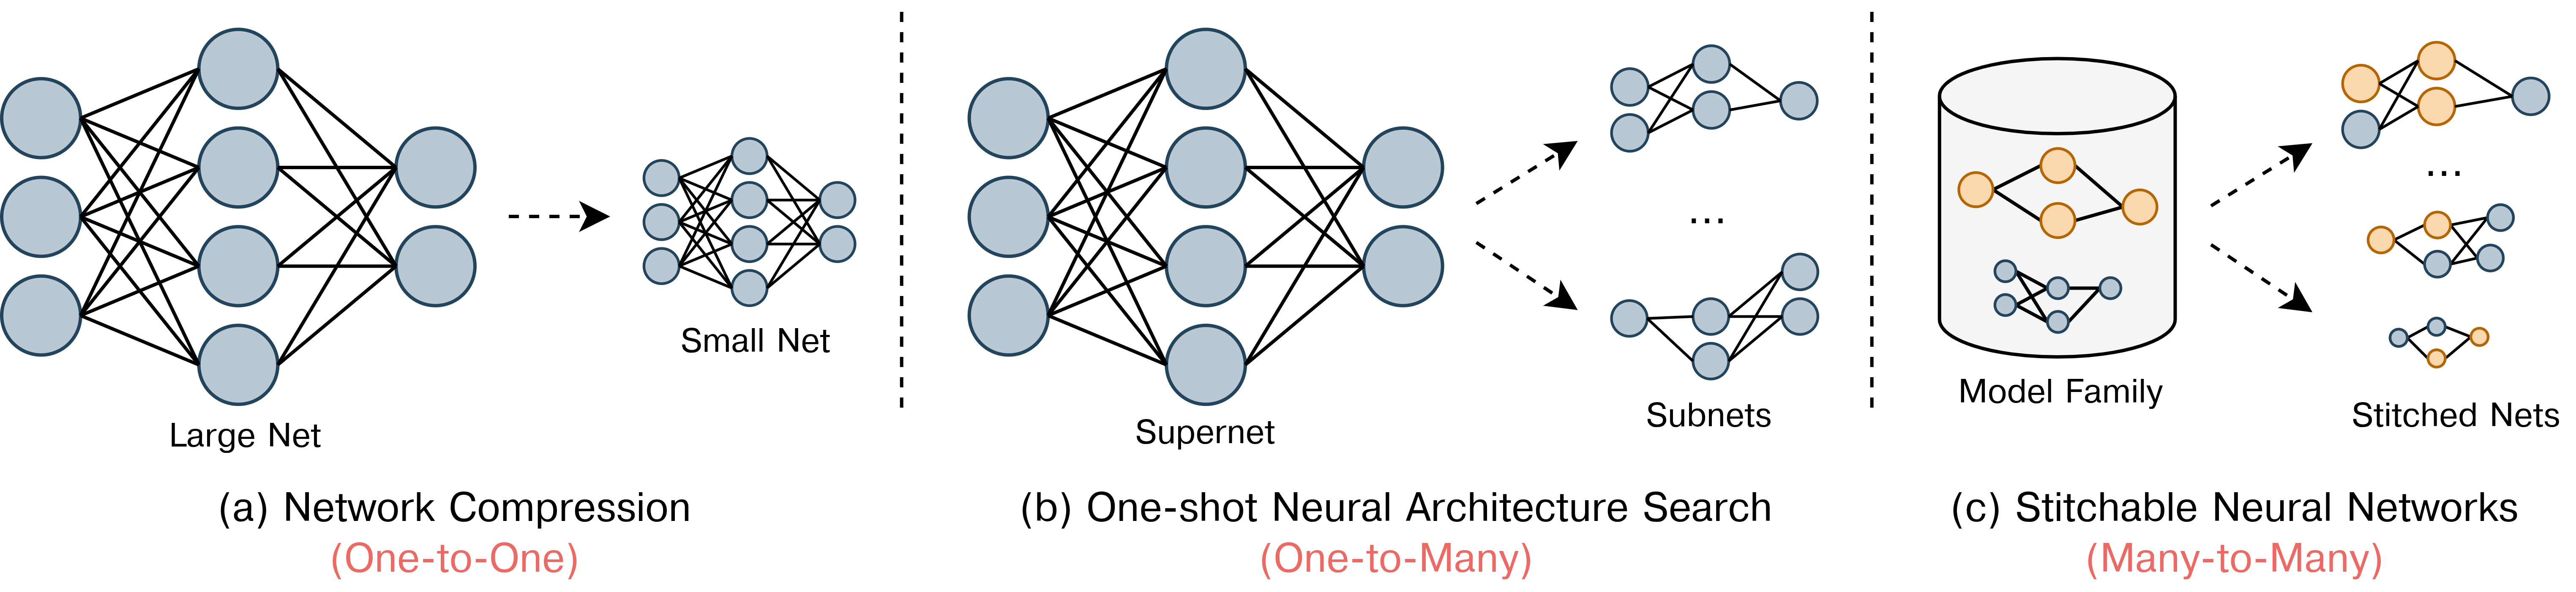 Large Net
Small Net
(a) Network Compression
(One-to-One)
Supernet
...
Subnets
(b) One-shot Neural Architecture Search
(One-to-Many)
Model Family
...
Stitched Nets
(c) Stitchable Neural Networks
(Many-to-Many)